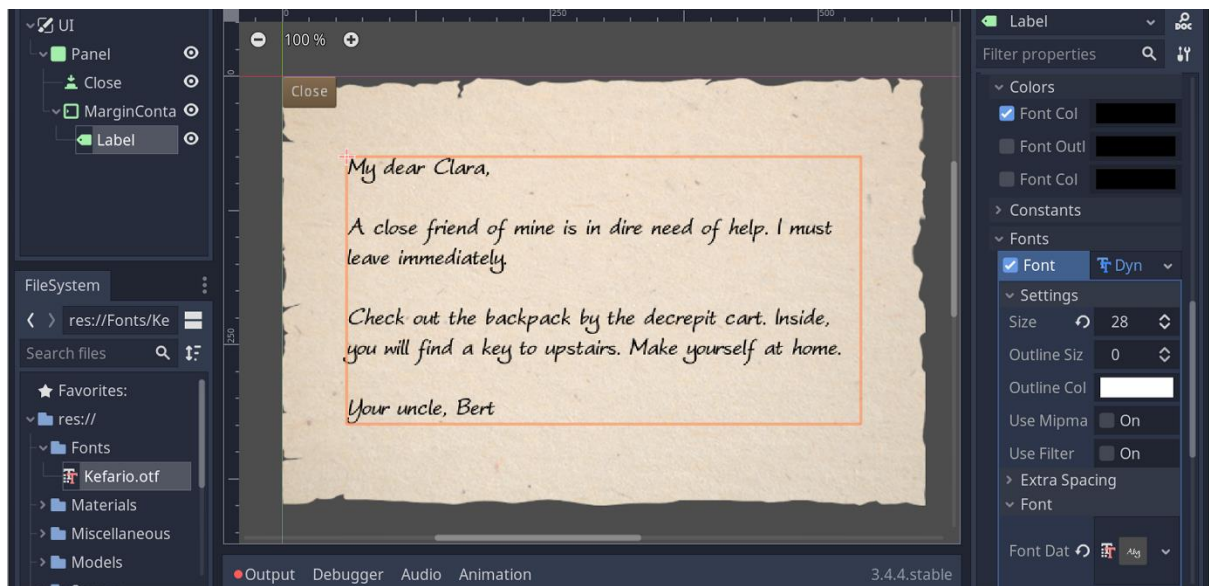 UI
Panel
Close
MarginConta
Label
FileSystem
res://Fonts/Ke
Search files
Favorites:
res://
Fonts
Kefario.otf
Materials
Miscellaneous
Models
0
250
500
100 %
0
250
Close
My dear Clara,
A close friend of mine is in dire need of help. I must
leave immediately.
Check out the backpack by the decrepit cart. Inside,
you will find a key to upstairs. Make yourself at home.
Your uncle, Bert
Output Debugger Audio Animation
3.4.4.stable
Label
DOC
Filter properties
Colors
Font Col
Font Outl
Font Col
Constants
Fonts
Font Dyn
Settings
Size 28
Outline Siz 0
Outline Col
Use Mipma On
Use Filter On
Extra Spacing
Font
Font Dat